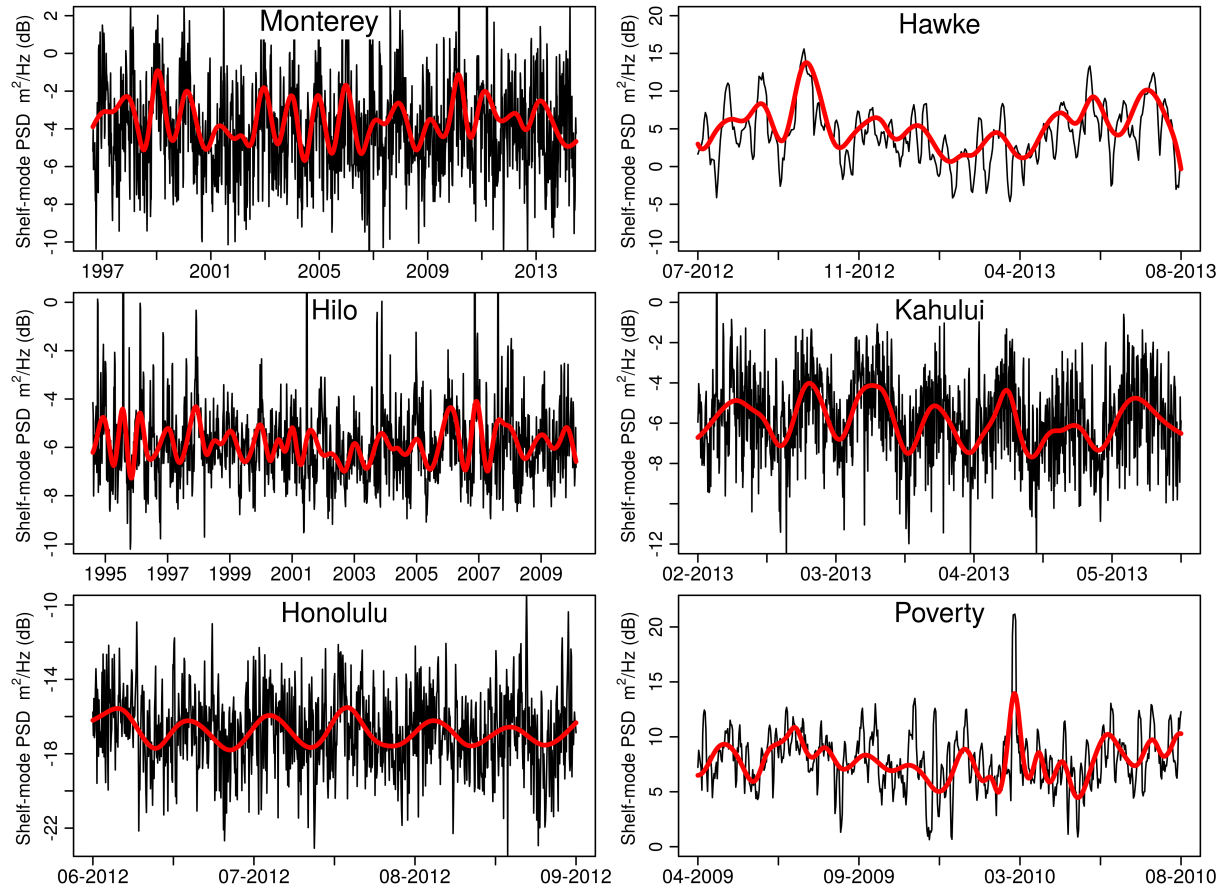 Monterey
Shelf-mode PSD m²/Hz (dB)
2
0
-2
-4
-6
-8
-10
1997 2001 2005 2009 2013
Hawke
Shelf-mode PSD m²/Hz (dB)
20
15
10
5
0
-5
-10
07-2012 11-2012 04-2013 08-2013
Hilo
Shelf-mode PSD m²/Hz (dB)
0
-2
-4
-6
-8
-10
1995 1997 1999 2001 2003 2005 2007 2009
Kahului
Shelf-mode PSD m²/Hz (dB)
0
-2
-4
-6
-8
-12
02-2013 03-2013 04-2013 05-2013
Honolulu
Shelf-mode PSD m²/Hz (dB)
-10
-14
-18
-22
06-2012 07-2012 08-2012 09-2012
Poverty
Shelf-mode PSD m²/Hz (dB)
20
15
10
5
0
04-2009 09-2009 03-2010 08-2010